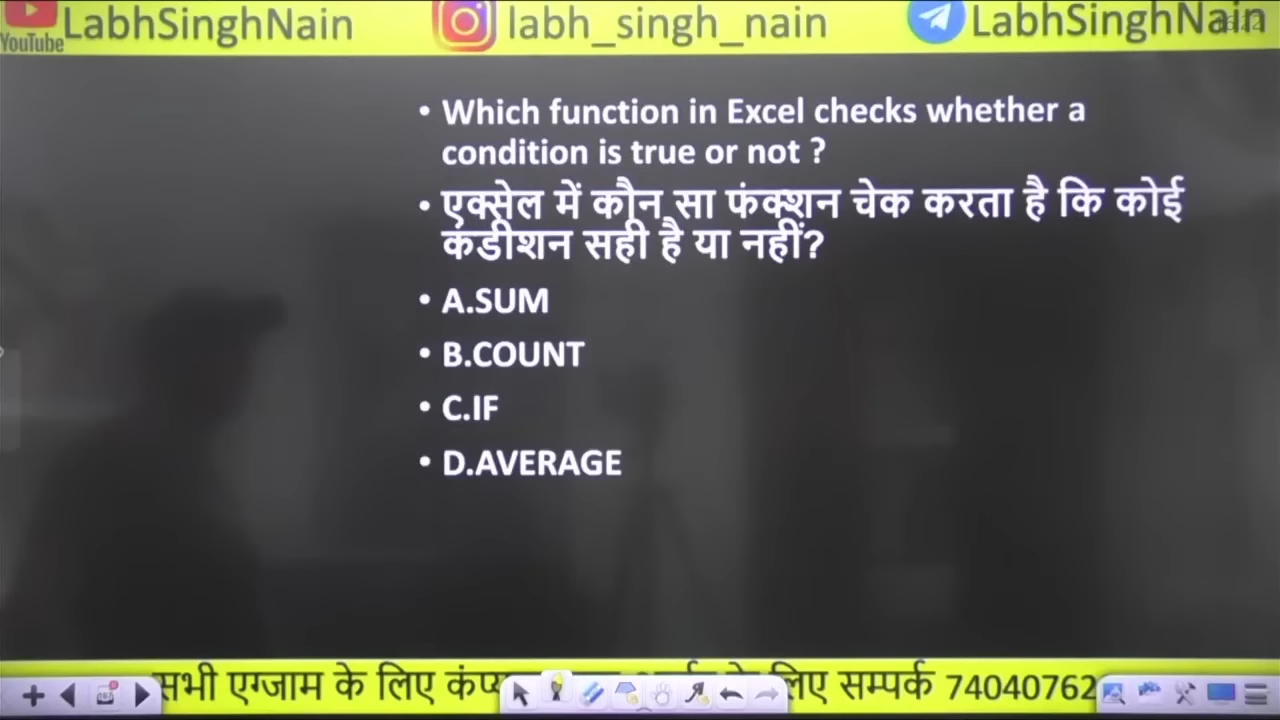 YouTube LabhSinghNain labh_singh_nain LabhSinghNain
• Which function in Excel checks whether a
condition is true or not ?
• एक्सेल में कौन सा फंक्शन चेक करता है कि कोई
कंडीशन सही है या नहीं?
• A.SUM
• B.COUNT
• C.IF
• D.AVERAGE
सभी एग्जाम के लिए लिए सम्पर्क 74040762